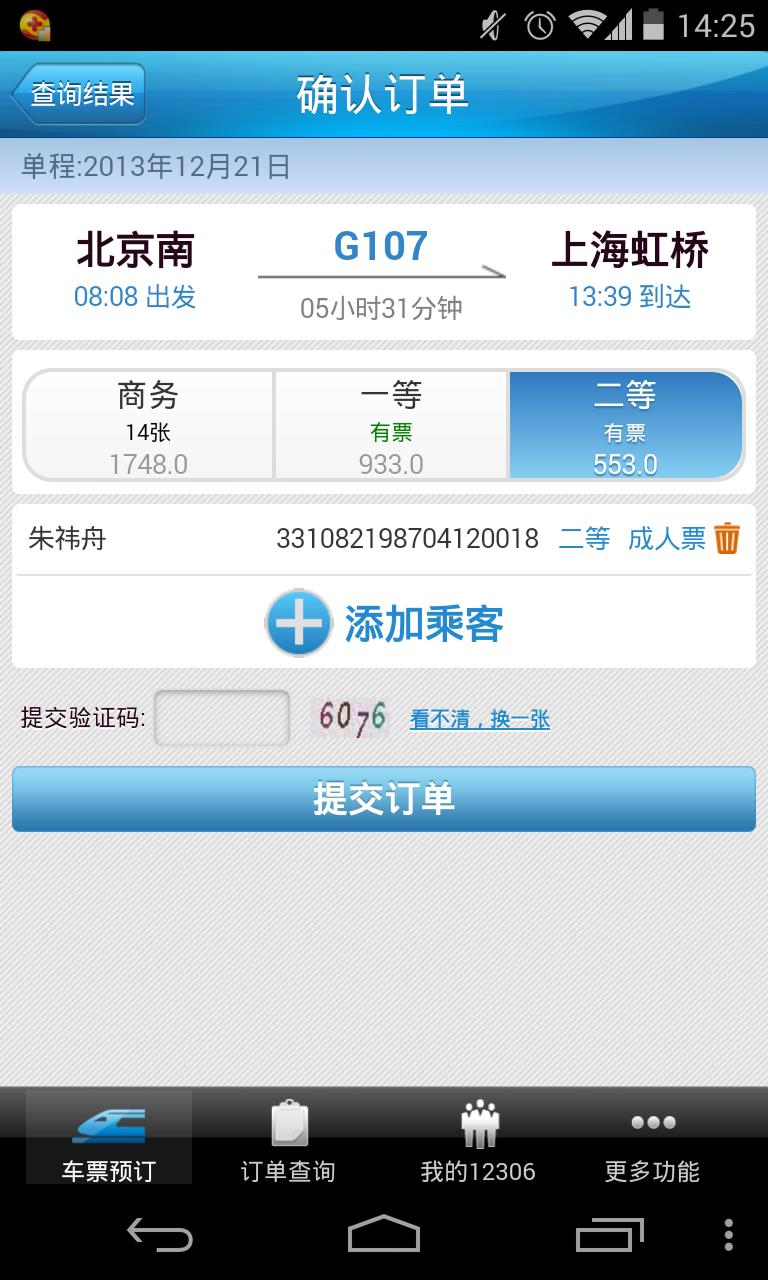 14:25
查询结果
确认订单
单程:2013年12月21日
北京南
G107
上海虹桥
08:08 出发
05小时31分钟
13:39 到达
商务
一等
二等
14张
有票
有票
1748.0
933.0
553.0
朱祎舟 331082198704120018 二等 成人票
添加乘客
提交验证码:
6076
看不清，换一张
提交订单
车票预订
订单查询
我的12306
更多功能